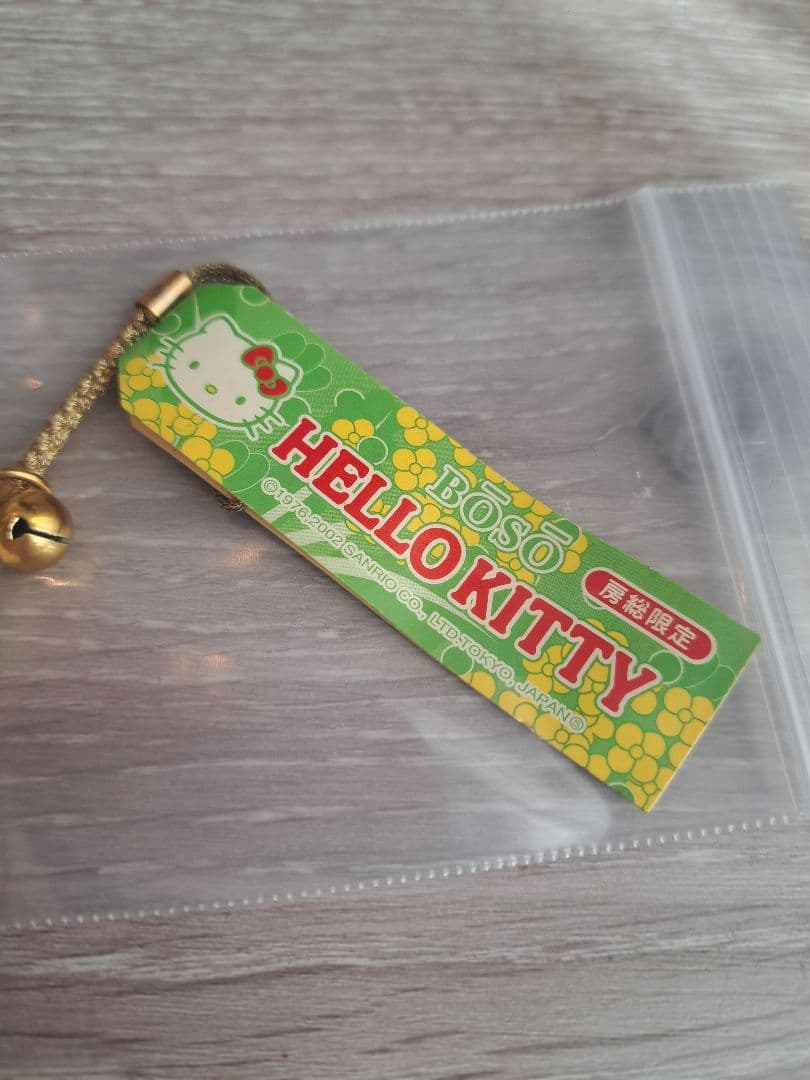 BŌSŌ
HELLO KITTY
房総限定
©1976,2002 SANRIO CO., LTD.TOKYO, JAPAN Ⓢ